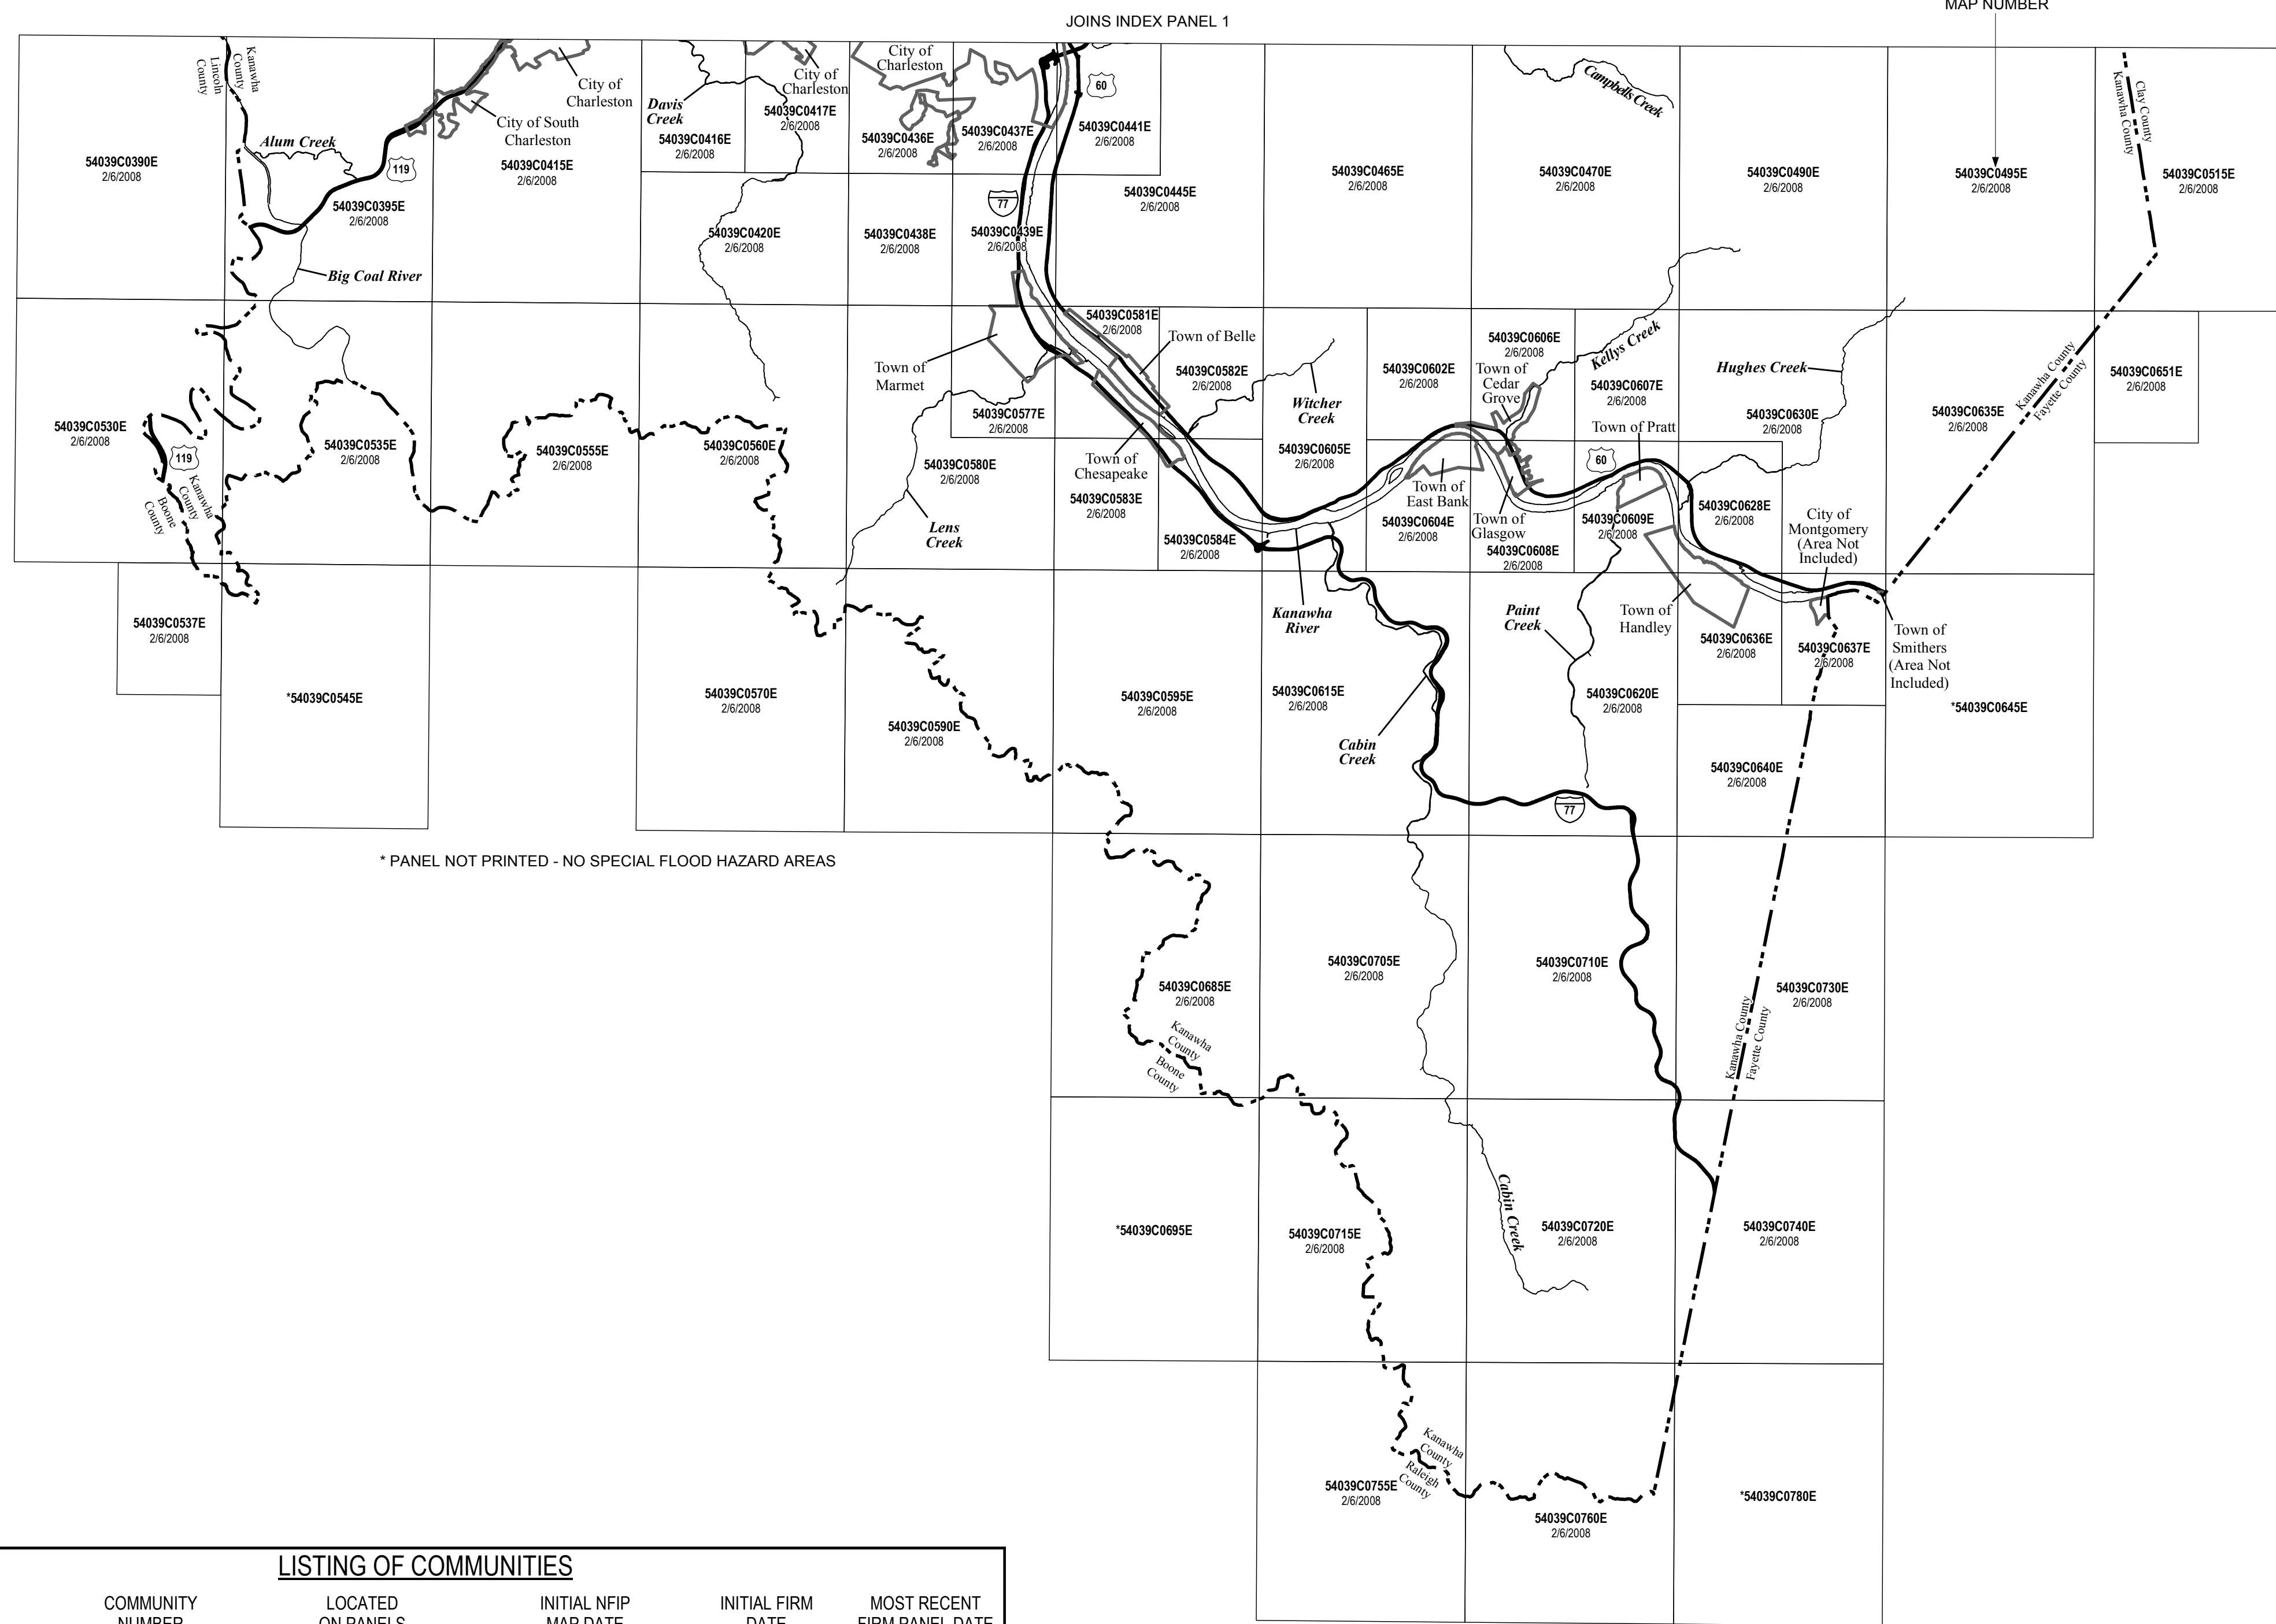 JOINS INDEX PANEL 1
MAP NUMBER
Kanawha
County
Lincoln
County
City of
Charleston
City of South
Charleston
Davis
Creek
City of
Charleston
City of
Charleston
60
Campbells Creek
Clay County
Kanawha County
54039C0390E
2/6/2008
Alum Creek
119
54039C0395E
2/6/2008
54039C0415E
2/6/2008
54039C0416E
2/6/2008
54039C0417E
2/6/2008
54039C0436E
2/6/2008
54039C0437E
2/6/2008
54039C0441E
2/6/2008
54039C0445E
2/6/2008
54039C0465E
2/6/2008
54039C0470E
2/6/2008
54039C0490E
2/6/2008
54039C0495E
2/6/2008
54039C0515E
2/6/2008
Big Coal River
54039C0420E
2/6/2008
54039C0438E
2/6/2008
77
54039C0439E
2/6/2008
54039C0530E
2/6/2008
119
Kanawha
County
Boone
County
54039C0535E
2/6/2008
54039C0555E
2/6/2008
54039C0560E
2/6/2008
Town of
Marmet
54039C0577E
2/6/2008
54039C0580E
2/6/2008
Lens
Creek
54039C0581E
2/6/2008
Town of Belle
54039C0582E
2/6/2008
Town of
Chesapeake
54039C0583E
2/6/2008
54039C0584E
2/6/2008
Witcher
Creek
54039C0605E
2/6/2008
54039C0602E
2/6/2008
54039C0606E
2/6/2008
Town of
Cedar
Grove
Kellys Creek
54039C0607E
2/6/2008
Town of Pratt
60
Hughes Creek
54039C0630E
2/6/2008
54039C0635E
2/6/2008
Kanawha County
Fayette County
54039C0651E
2/6/2008
Town of
East Bank
54039C0604E
2/6/2008
Town of
Glasgow
54039C0608E
2/6/2008
54039C0609E
2/6/2008
54039C0628E
2/6/2008
City of
Montgomery
(Area Not
Included)
54039C0537E
2/6/2008
*54039C0545E
54039C0570E
2/6/2008
54039C0590E
2/6/2008
54039C0595E
2/6/2008
Kanawha
River
54039C0615E
2/6/2008
Cabin
Creek
Paint
Creek
54039C0620E
2/6/2008
Town of
Handley
54039C0636E
2/6/2008
54039C0637E
2/6/2008
Town of
Smithers
(Area Not
Included)
*54039C0645E
54039C0640E
2/6/2008
77
* PANEL NOT PRINTED - NO SPECIAL FLOOD HAZARD AREAS
54039C0685E
2/6/2008
Kanawha
County
Boone
County
54039C0705E
2/6/2008
54039C0710E
2/6/2008
54039C0730E
2/6/2008
Kanawha County
Fayette County
*54039C0695E
54039C0715E
2/6/2008
Cabin Creek
54039C0720E
2/6/2008
54039C0740E
2/6/2008
Kanawha
County
Raleigh
County
54039C0755E
2/6/2008
54039C0760E
2/6/2008
*54039C0780E
LISTING OF COMMUNITIES
COMMUNITY
NUMBER
LOCATED
ON PANELS
INITIAL NFIP
MAP DATE
INITIAL FIRM
DATE
MOST RECENT
FIRM PANEL DATE